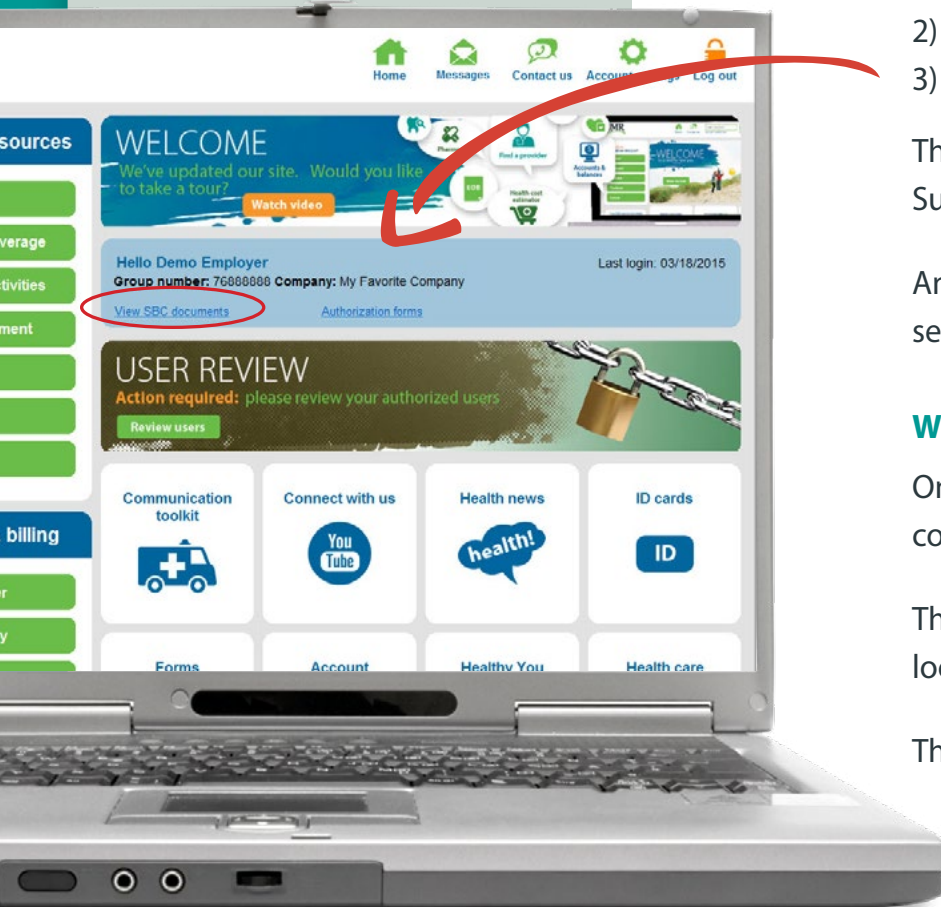 Home Messages Contact us Account Log out
sources
verage
tivities
ment
billing
r
y
WELCOME
We've updated our site. Would you like
to take a tour?
Watch video
Find a provider
Accounts &
balances
EOB
Health cost
estimator
WELCOME
Hello Demo Employer
Last login: 03/18/2015
Group number: 76888888 Company: My Favorite Company
View SBC documents
Authorization forms
USER REVIEW
Action required: please review your authorized users
Review users
Communication
toolkit
Connect with us
You
Tube
Health news
health!
ID cards
ID
Forms
Account
Healthy You
Health care
2)
3)
Th
Su
An
se
W
On
co
Th
loc
Th